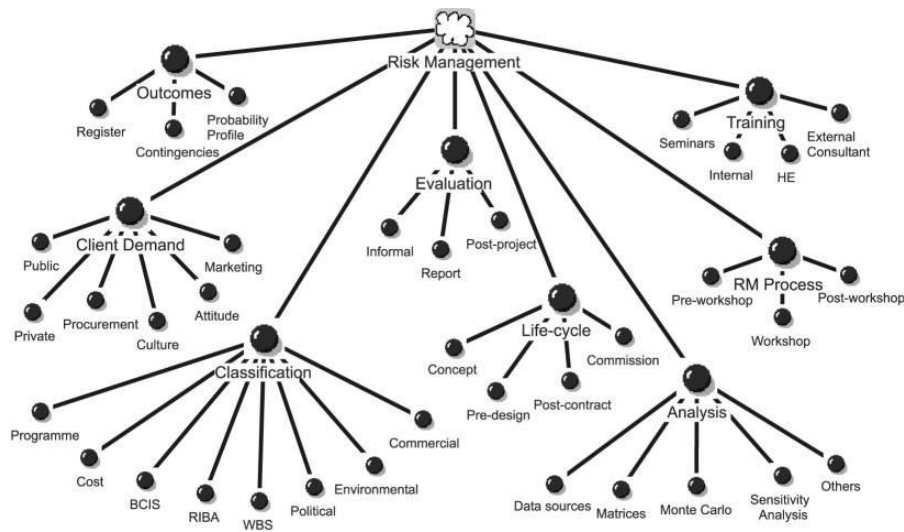 Risk Management
Outcomes
Register
Contingencies
Probability
Profile
Training
Seminars
Internal
HE
External
Consultant
Evaluation
Informal
Report
Post-project
Client Demand
Public
Private
Procurement
Culture
Attitude
Marketing
RM Process
Pre-workshop
Workshop
Post-workshop
Life-cycle
Concept
Pre-design
Post-contract
Commission
Classification
Programme
Cost
BCIS
RIBA
WBS
Political
Environmental
Commercial
Analysis
Data sources
Matrices
Monte Carlo
Sensitivity
Analysis
Others